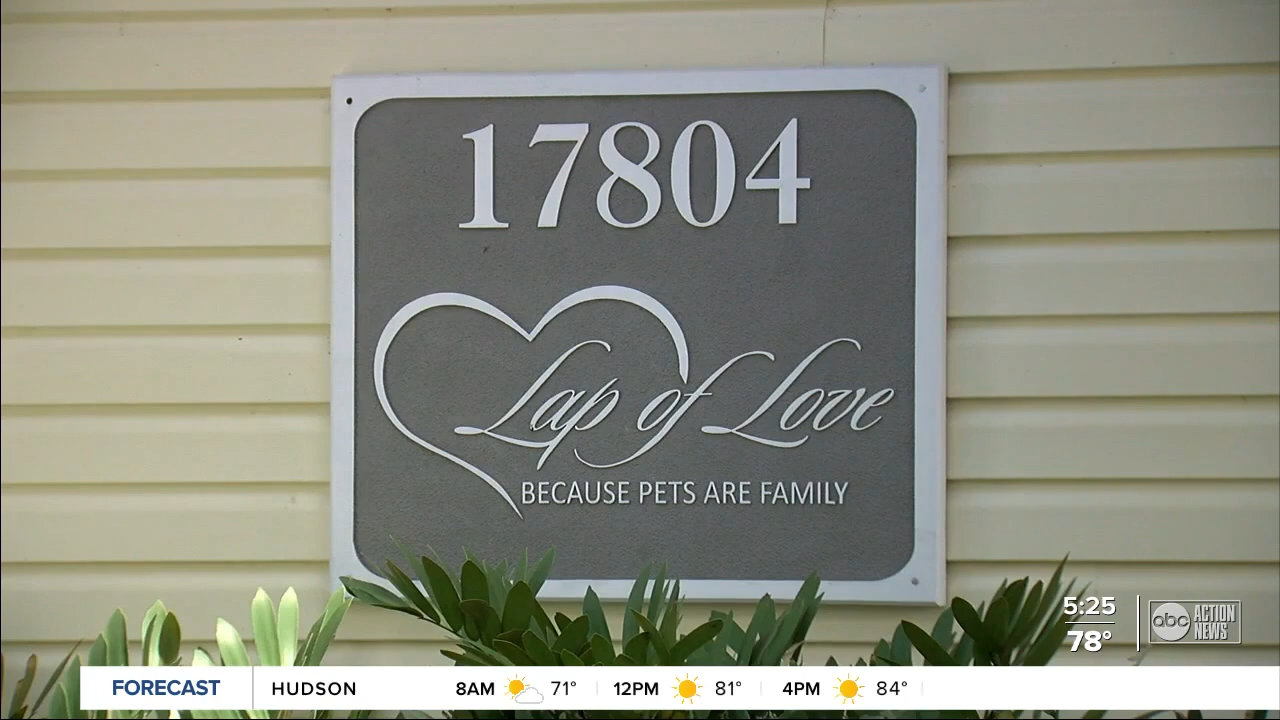 17804
Lap of Love
BECAUSE PETS ARE FAMILY
5:25
78°
abc ACTION NEWS
FORECAST HUDSON 8AM 71° 12PM 81° 4PM 84°